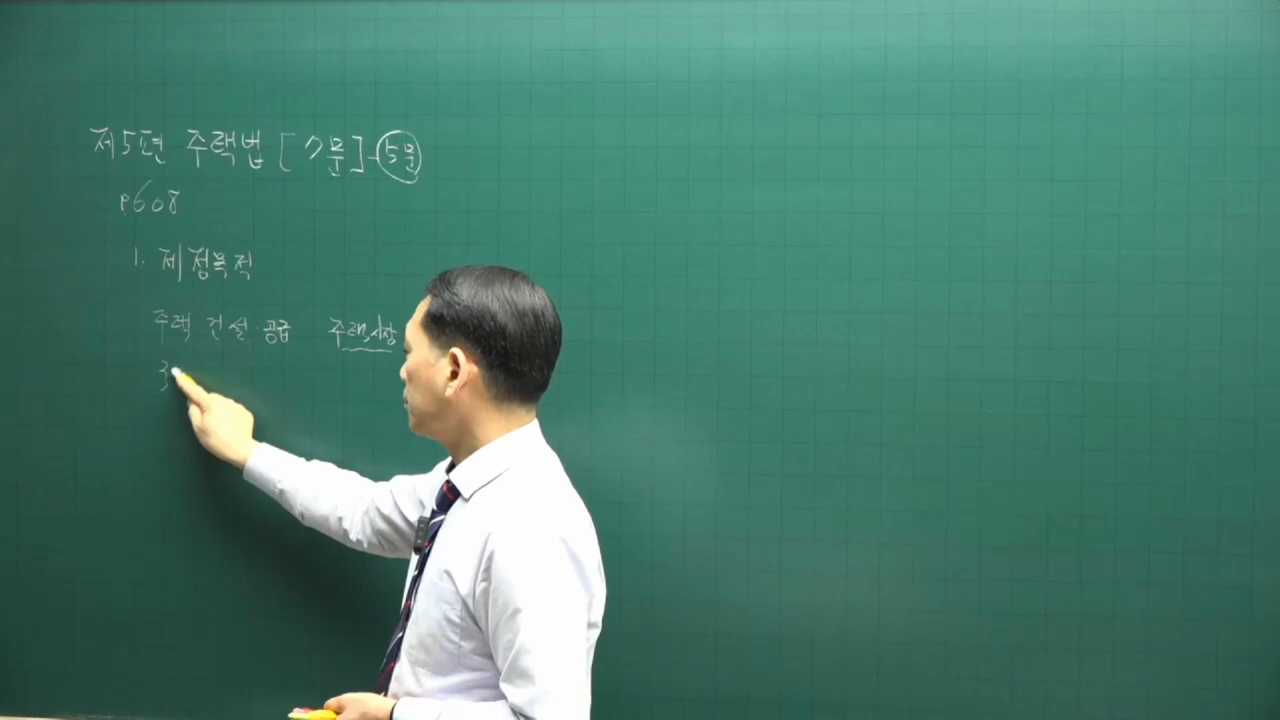 제5편 주택법 [7문] - 5문
p608
1. 제정목적
주택 건설·공급 주택시장
3